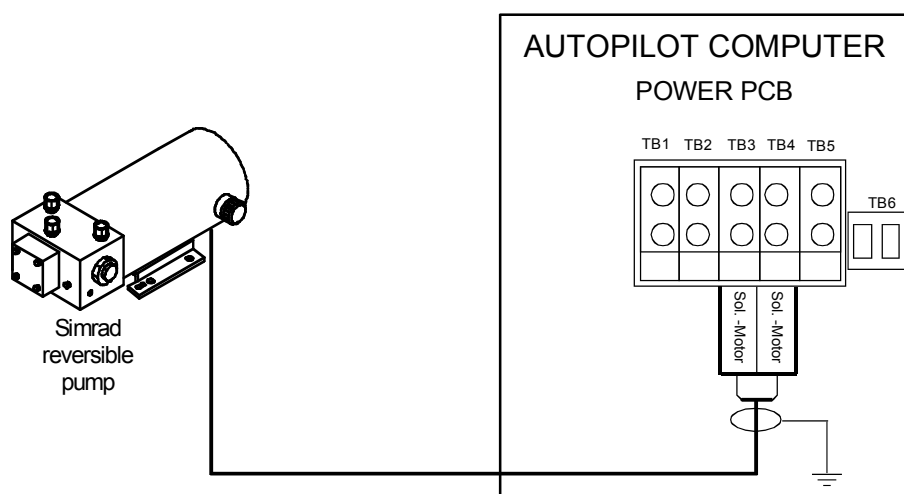 AUTOPILOT COMPUTER
POWER PCB
TB1 TB2 TB3 TB4 TB5
TB6
Sol. -Motor
Sol. -Motor
Simrad
reversible
pump